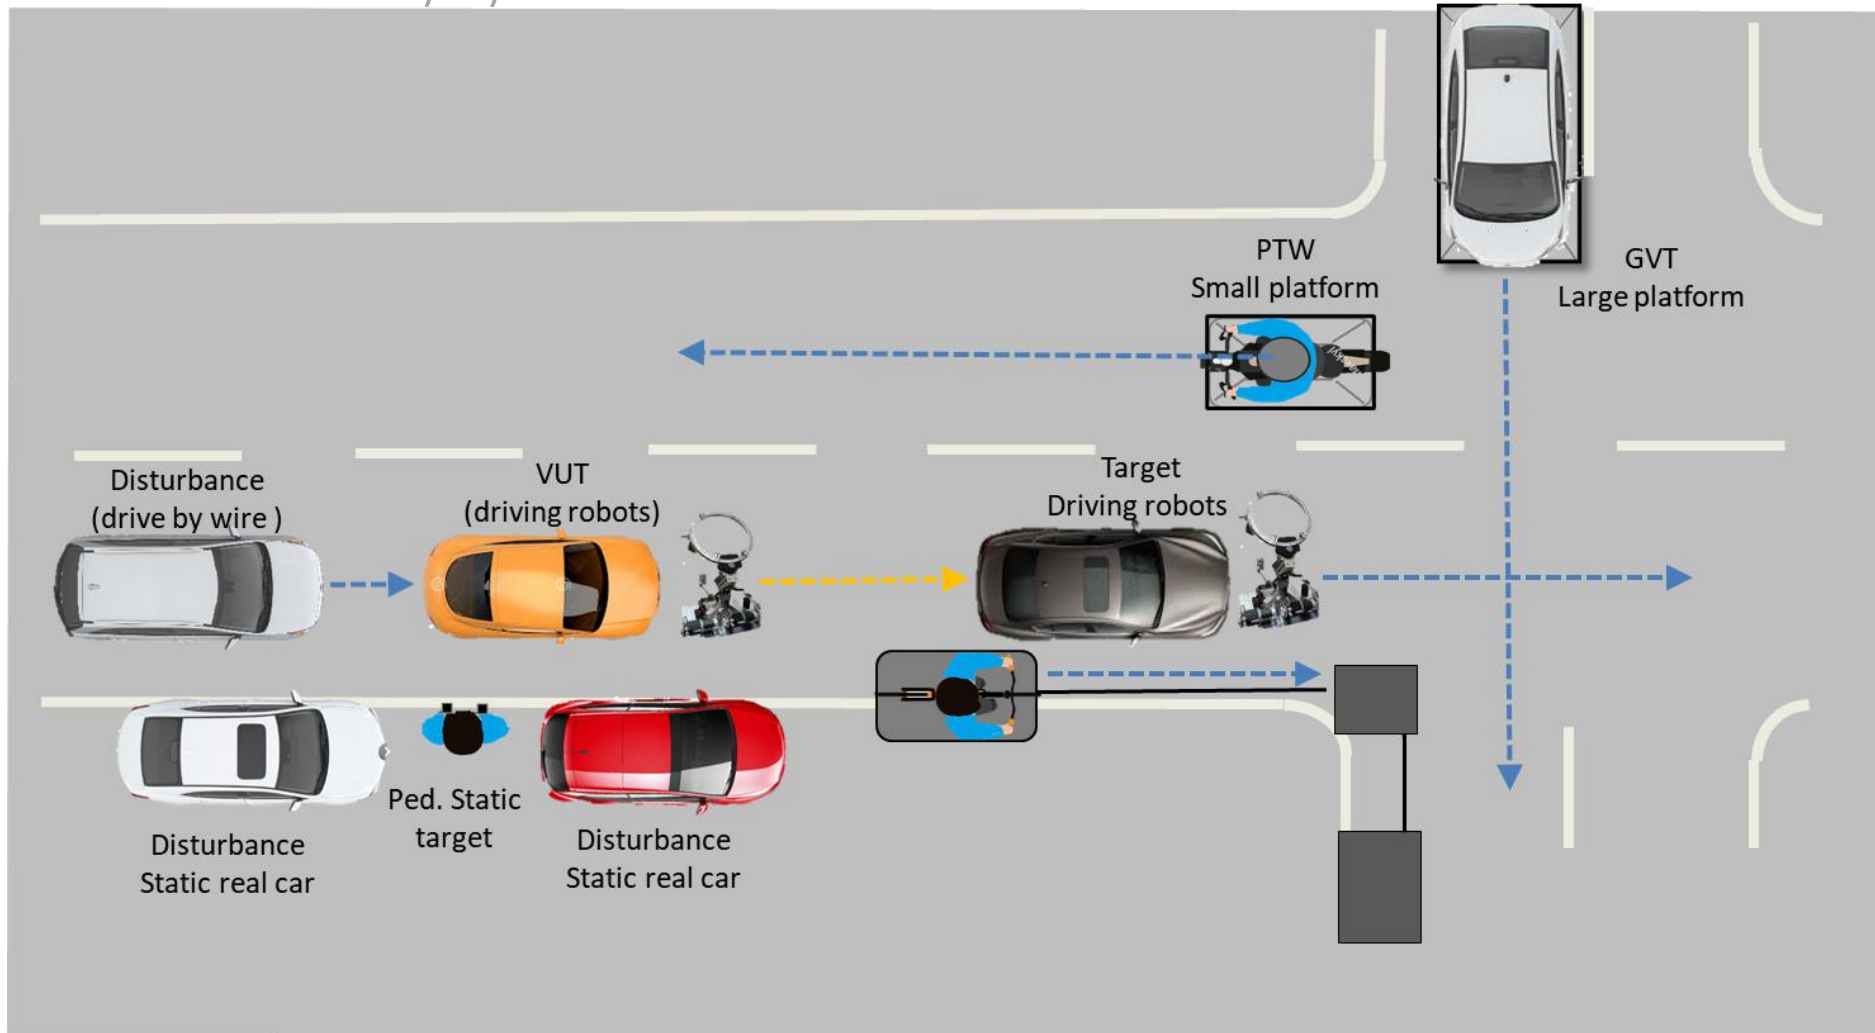 PTW
Small platform
GVT
Large platform
Disturbance
(drive by wire )
VUT
(driving robots)
Target
Driving robots
Ped. Static
target
Disturbance
Static real car
Disturbance
Static real car